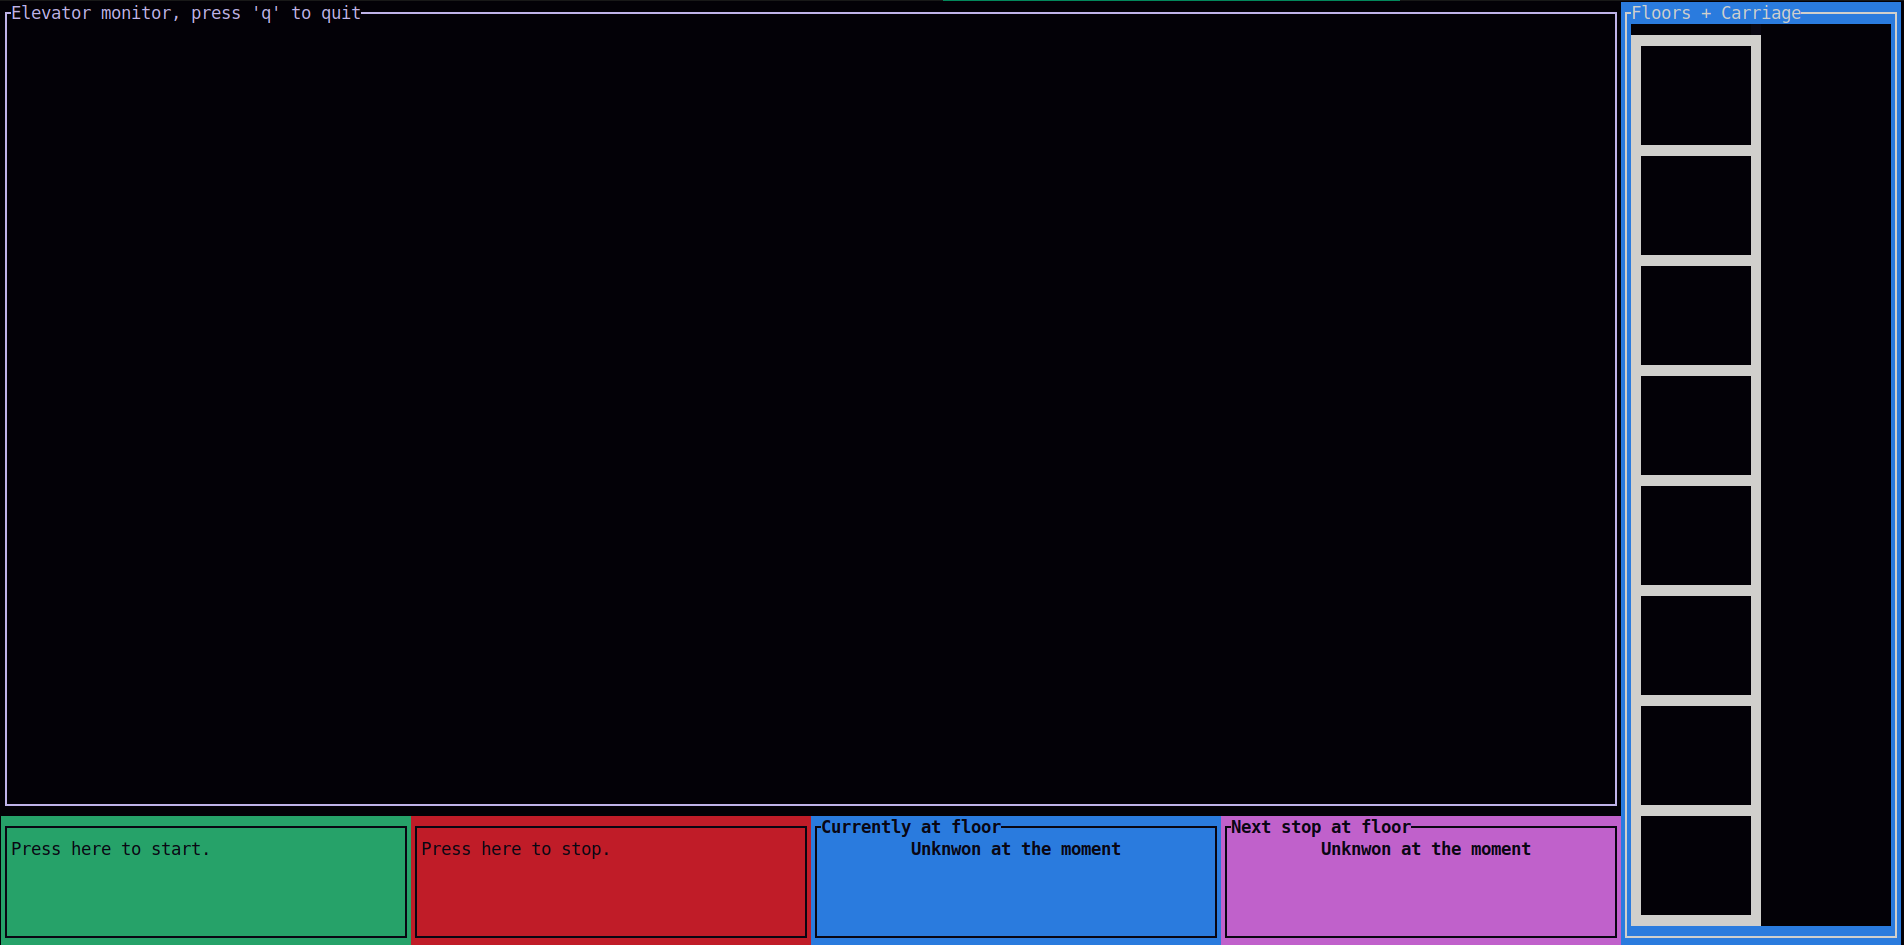 Elevator monitor, press 'q' to quit
Floors + Carriage
Press here to start.
Press here to stop.
Currently at floor
Unknwon at the moment
Next stop at floor
Unknwon at the moment